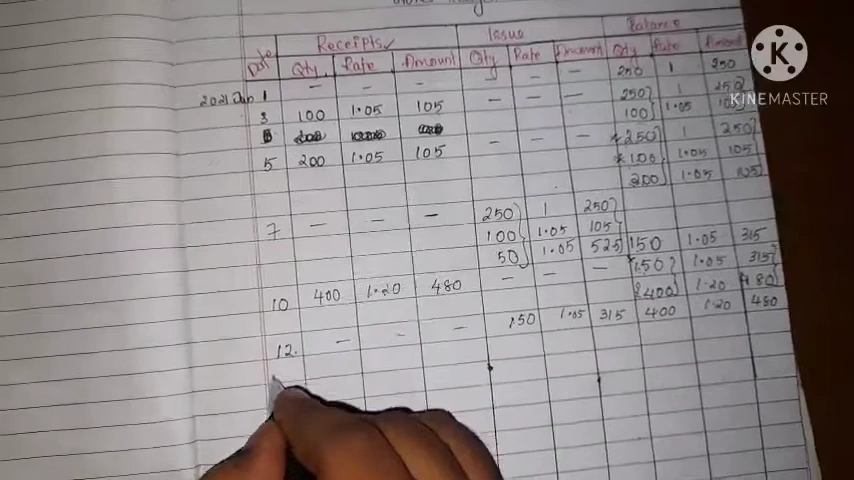 Receipts Issue Balance
Date Qty Rate Amount Qty Rate Amount Qty Rate Amount
2021 Jan 1 - - - - - - 250 1 250
3 100 1.05 105 - - - 250 1 250
100 1.05 105
5 200 1.05 105 - - - 250 1 250
100 1.05 105
200 1.05 105
7 - - - 250 1 250
100 1.05 105
50 1.05 525 150 1.05 315
10 400 1.20 480 - - - 150 1.05 315
400 1.20 480
12. - - - 150 1.05 315 400 1.20 480
KINEMASTER